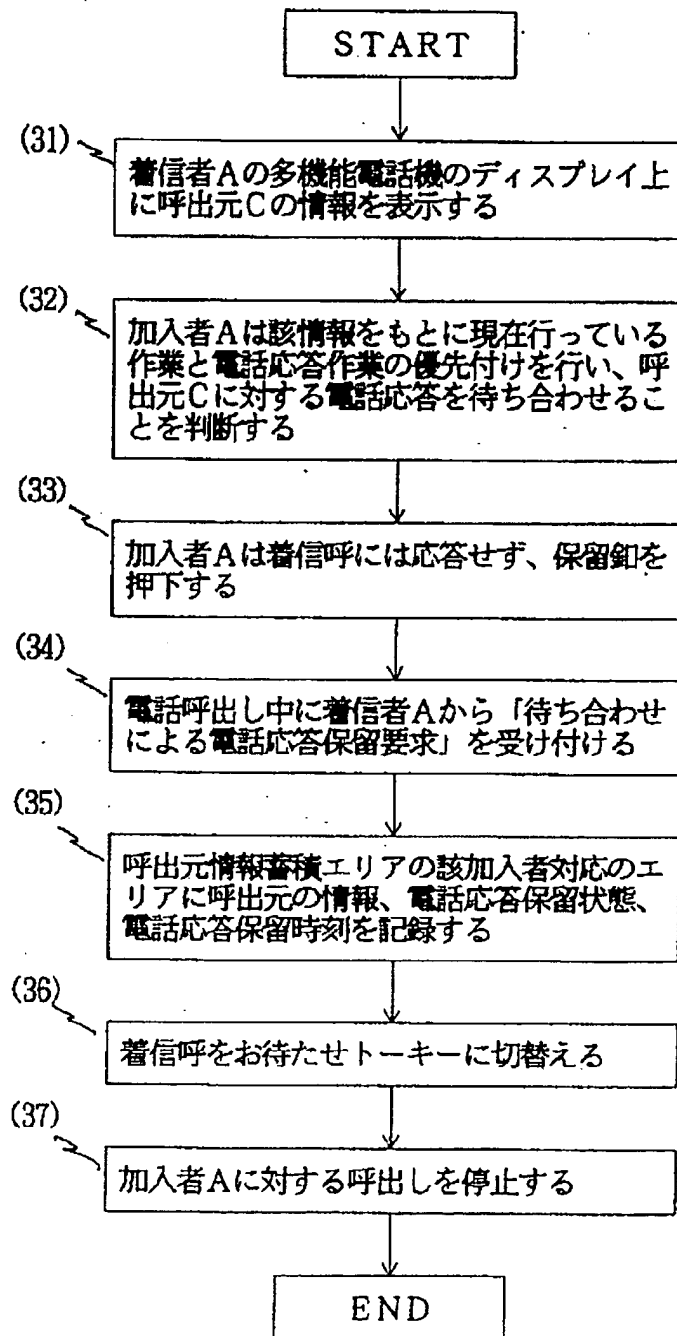 START
(31)
着信者Aの多機能電話機のディスプレイ上
に呼出元Cの情報を表示する
(32)
加入者Aは該情報をもとに現在行っている
作業と電話応答作業の優先付けを行い、呼
出元Cに対する電話応答を待ち合わせるこ
とを判断する
(33)
加入者Aは着信呼には応答せず、保留釦を
押下する
(34)
電話呼出し中に着信者Aから「待ち合わせ
による電話応答保留要求」を受け付ける
(35)
呼出元情報蓄積エリアの該加入者対応のエ
リアに呼出元の情報、電話応答保留状態、
電話応答保留時刻を記録する
(36)
着信呼をお待たせトーキーに切替える
(37)
加入者Aに対する呼出しを停止する
END